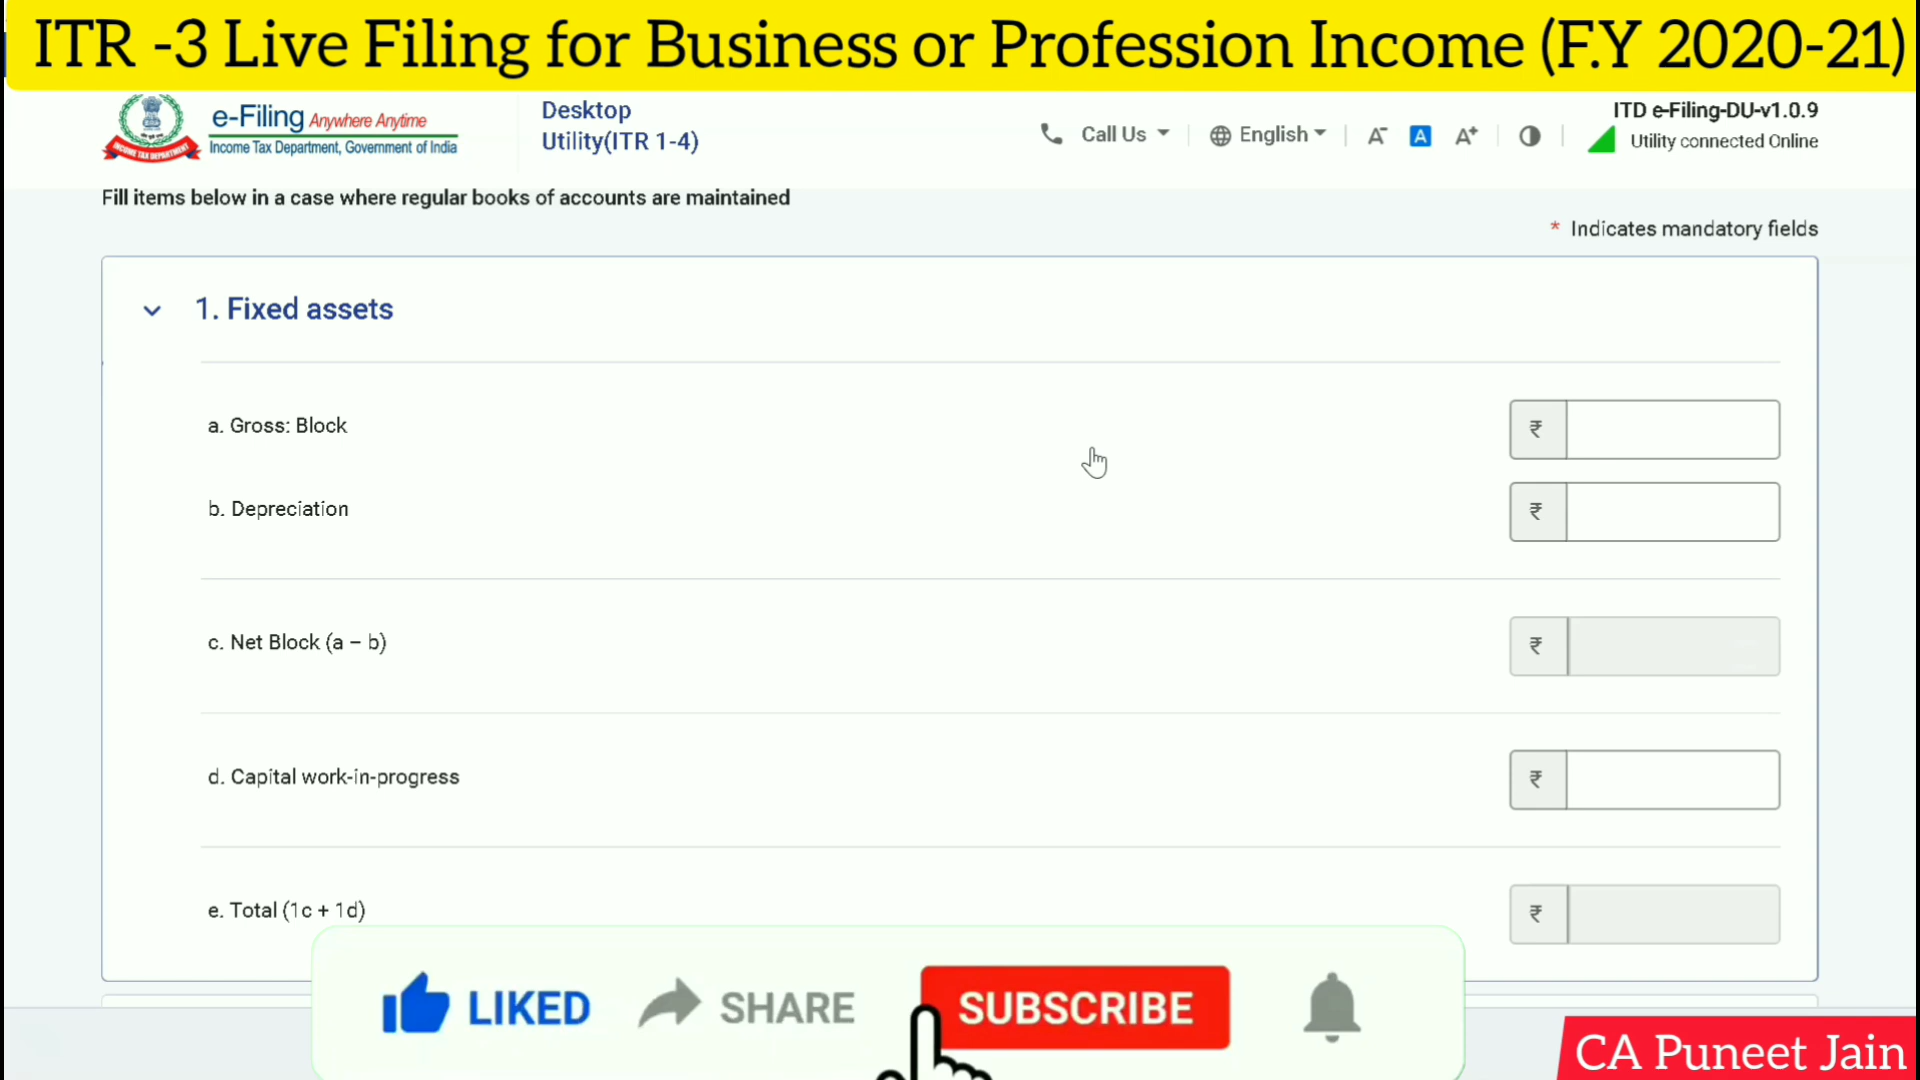 ITR -3 Live Filing for Business or Profession Income (F.Y 2020-21)
e-Filing Anywhere Anytime
Income Tax Department, Government of India
INCOME TAX DEPARTMENT
Desktop
Utility(ITR 1-4)
Call Us
English
A-
A
A+
ITD e-Filing-DU-v1.0.9
Utility connected Online
Fill items below in a case where regular books of accounts are maintained
* Indicates mandatory fields
1. Fixed assets
a. Gross: Block ₹
b. Depreciation ₹
c. Net Block (a – b) ₹
d. Capital work-in-progress ₹
e. Total (1c + 1d) ₹
LIKED SHARE SUBSCRIBE
CA Puneet Jain